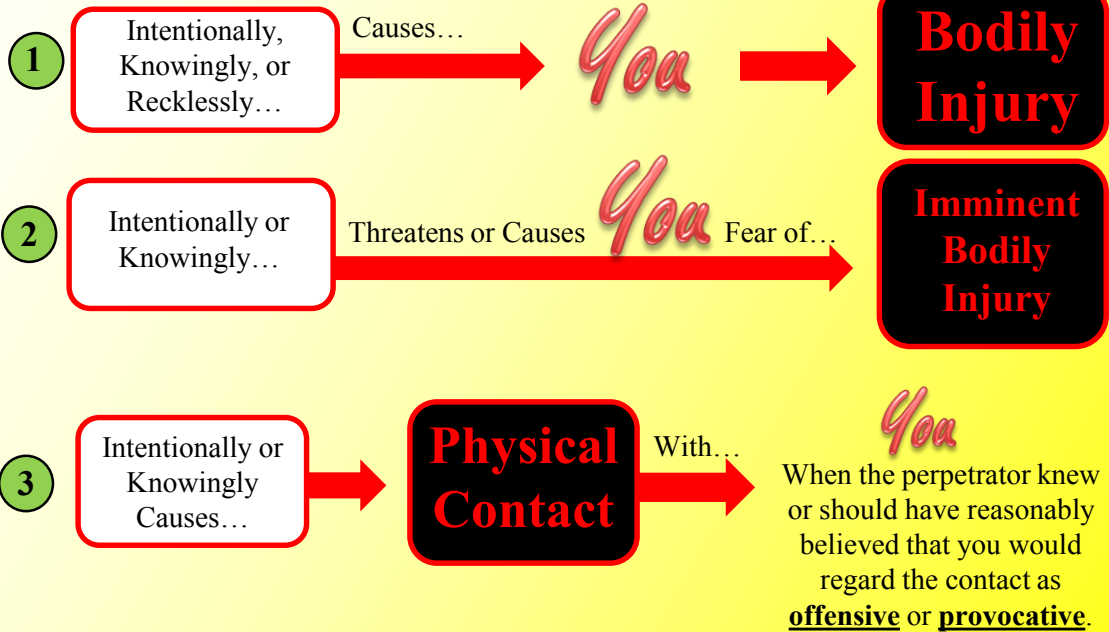 1
Intentionally,
Knowingly, or
Recklessly…
Causes…
You
Bodily
Injury
2
Intentionally or
Knowingly…
Threatens or Causes
You
Fear of…
Imminent
Bodily
Injury
3
Intentionally or
Knowingly
Causes…
Physical
Contact
With…
You
When the perpetrator knew
or should have reasonably
believed that you would
regard the contact as
offensive or provocative.